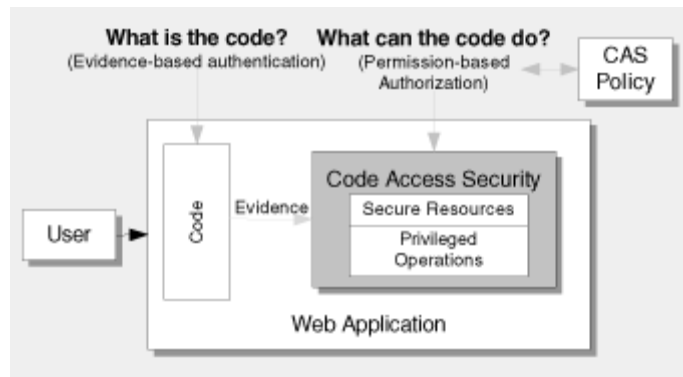 What is the code?
(Evidence-based authentication)
What can the code do?
(Permission-based
Authorization)
CAS
Policy
User
Code
Evidence
Code Access Security
Secure Resources
Privileged
Operations
Web Application